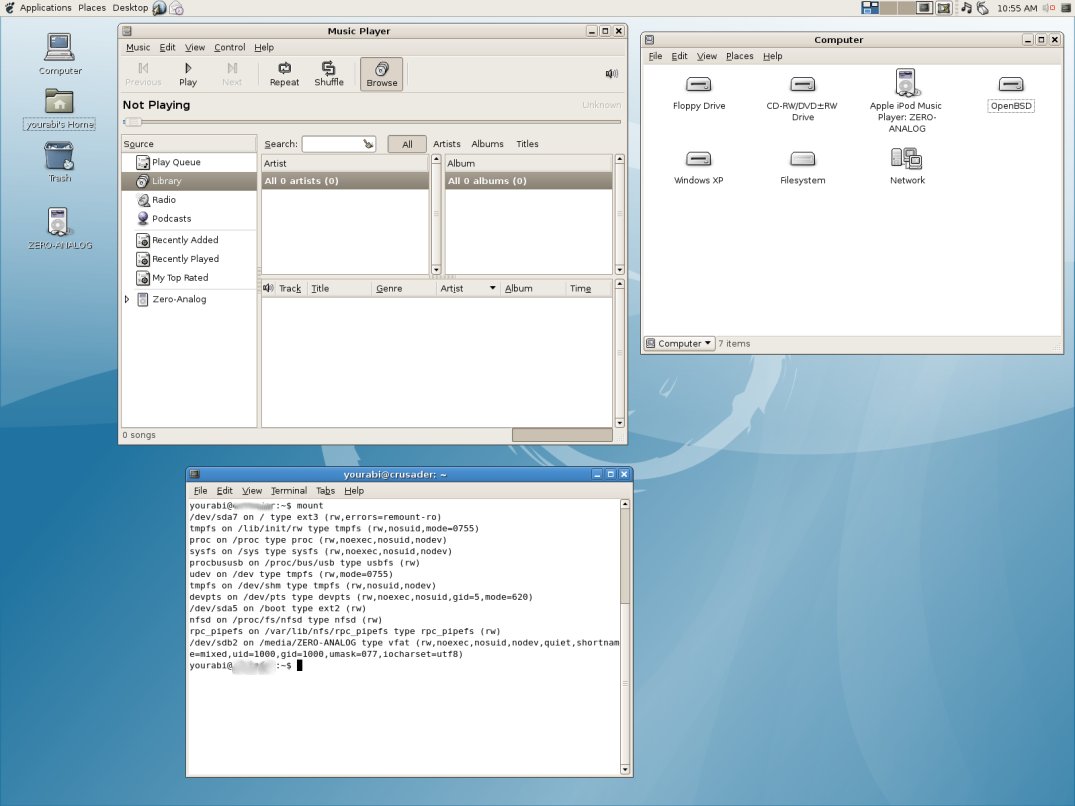 Applications Places Desktop
10:55 AM
Computer
yourabi's Home
Trash
ZERO-ANALOG
Music Player
Music Edit View Control Help
Previous Play Next Repeat Shuffle Browse
Not Playing
Unknown
Source
Play Queue
Library
Radio
Podcasts
Recently Added
Recently Played
My Top Rated
Zero-Analog
Search: All Artists Albums Titles
Artist
All 0 artists (0)
Album
All 0 albums (0)
Track Title Genre Artist Album Time
0 songs
Computer
File Edit View Places Help
Floppy Drive
CD-RW/DVD±RW
Drive
Apple iPod Music
Player: ZERO-
ANALOG
OpenBSD
Windows XP
Filesystem
Network
Computer 7 items
yourabi@crusader: ~
File Edit View Terminal Tabs Help
yourabi@ :~$ mount
/dev/sda7 on / type ext3 (rw,errors=remount-ro)
tmpfs on /lib/init/rw type tmpfs (rw,nosuid,mode=0755)
proc on /proc type proc (rw,noexec,nosuid,nodev)
sysfs on /sys type sysfs (rw,noexec,nosuid,nodev)
procbususb on /proc/bus/usb type usbfs (rw)
udev on /dev type tmpfs (rw,mode=0755)
tmpfs on /dev/shm type tmpfs (rw,nosuid,nodev)
devpts on /dev/pts type devpts (rw,noexec,nosuid,gid=5,mode=620)
/dev/sda5 on /boot type ext2 (rw)
nfsd on /proc/fs/nfsd type nfsd (rw)
rpc_pipefs on /var/lib/nfs/rpc_pipefs type rpc_pipefs (rw)
/dev/sdb2 on /media/ZERO-ANALOG type vfat (rw,noexec,nosuid,nodev,quiet,shortnam
e=mixed,uid=1000,gid=1000,umask=077,iocharset=utf8)
yourabi@ :~$